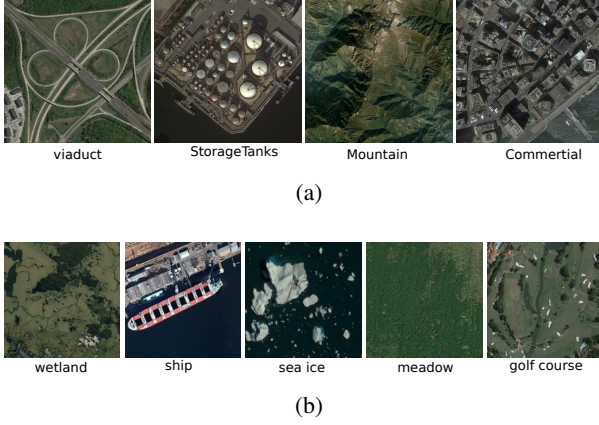 viaduct StorageTanks Mountain Commertial
(a)
wetland ship sea ice meadow golf course
(b)